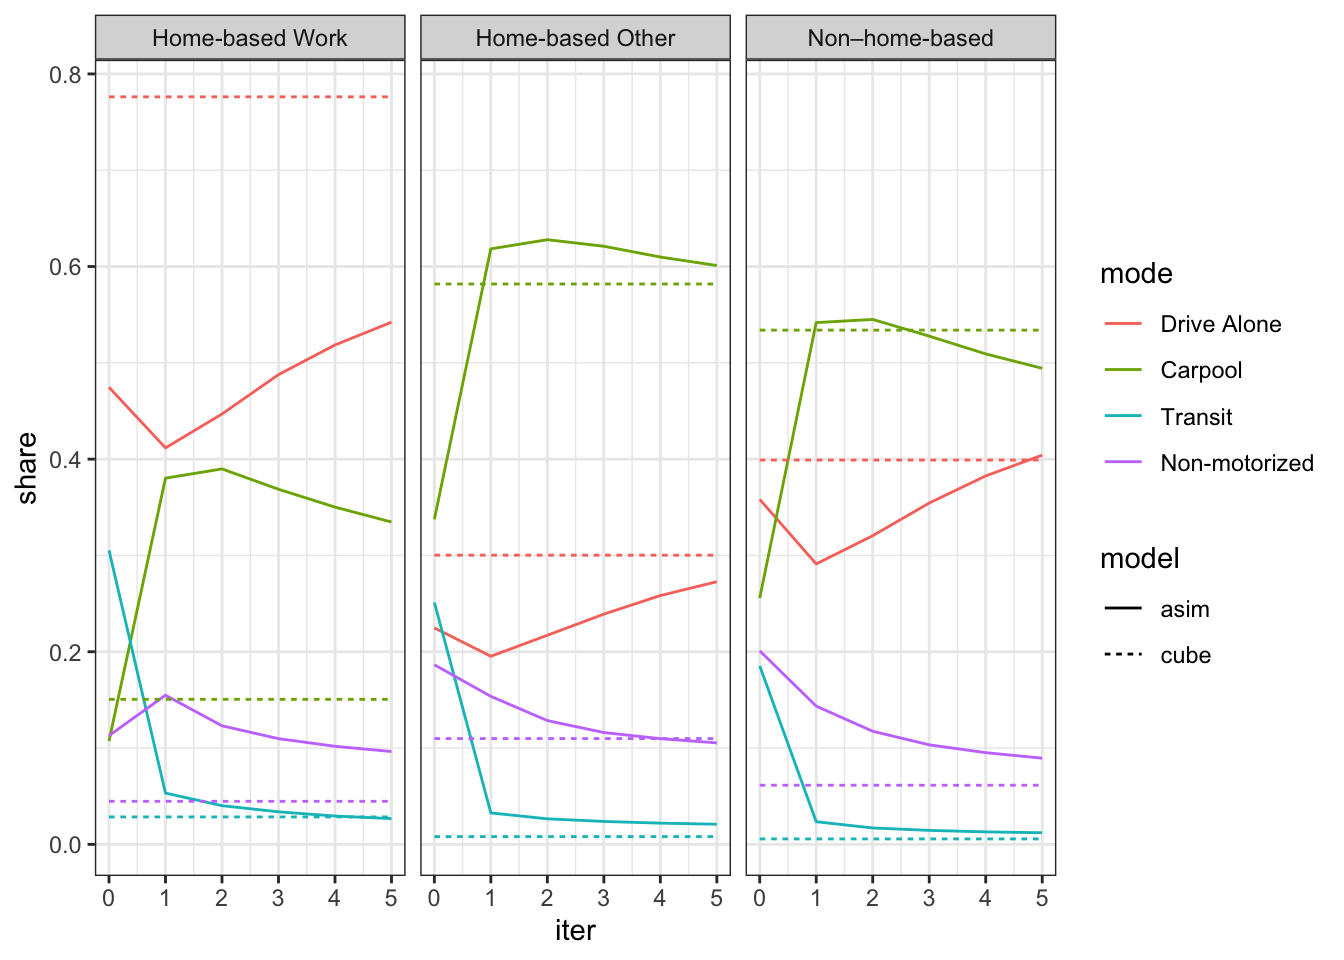 Home-based Work
Home-based Other
Non–home-based
0.8
0.6
0.4
0.2
0.0
share
0 1 2 3 4 5
0 1 2 3 4 5
0 1 2 3 4 5
iter
mode
Drive Alone
Carpool
Transit
Non-motorized
model
asim
cube